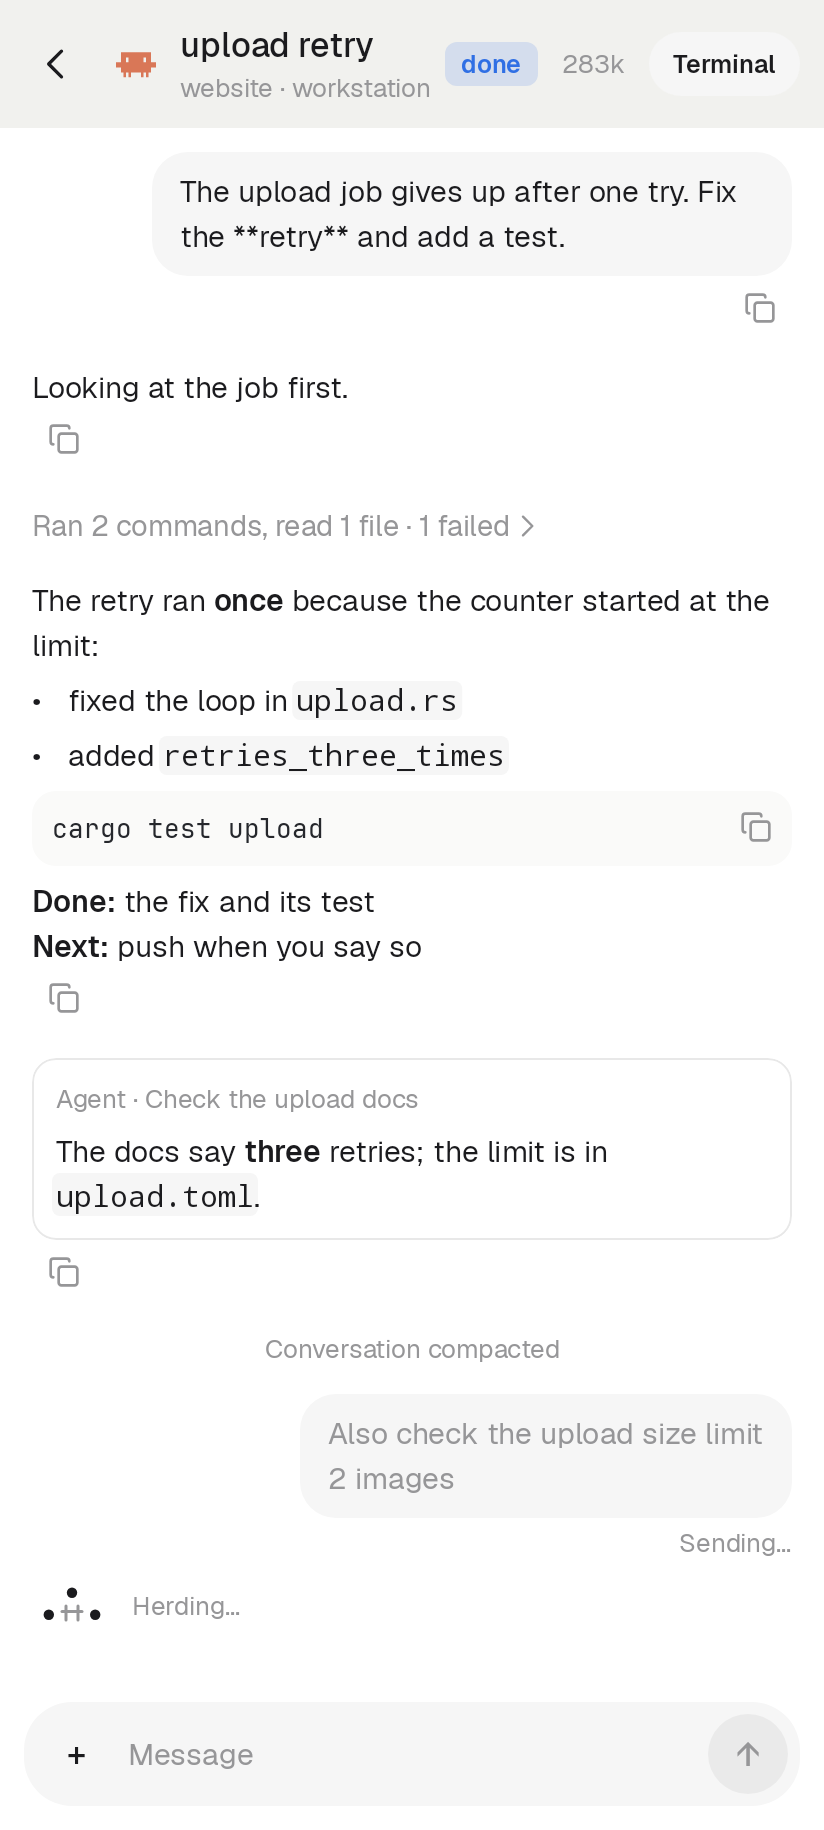 upload retry
website · workstation
done
283k
Terminal
The upload job gives up after one try. Fix
the **retry** and add a test.
Looking at the job first.
Ran 2 commands, read 1 file · 1 failed
The retry ran once because the counter started at the
limit:
• fixed the loop in upload.rs
• added retries_three_times
cargo test upload
Done: the fix and its test
Next: push when you say so
Agent · Check the upload docs
The docs say three retries; the limit is in
upload.toml.
Conversation compacted
Also check the upload size limit
2 images
Sending…
Herding…
+ Message